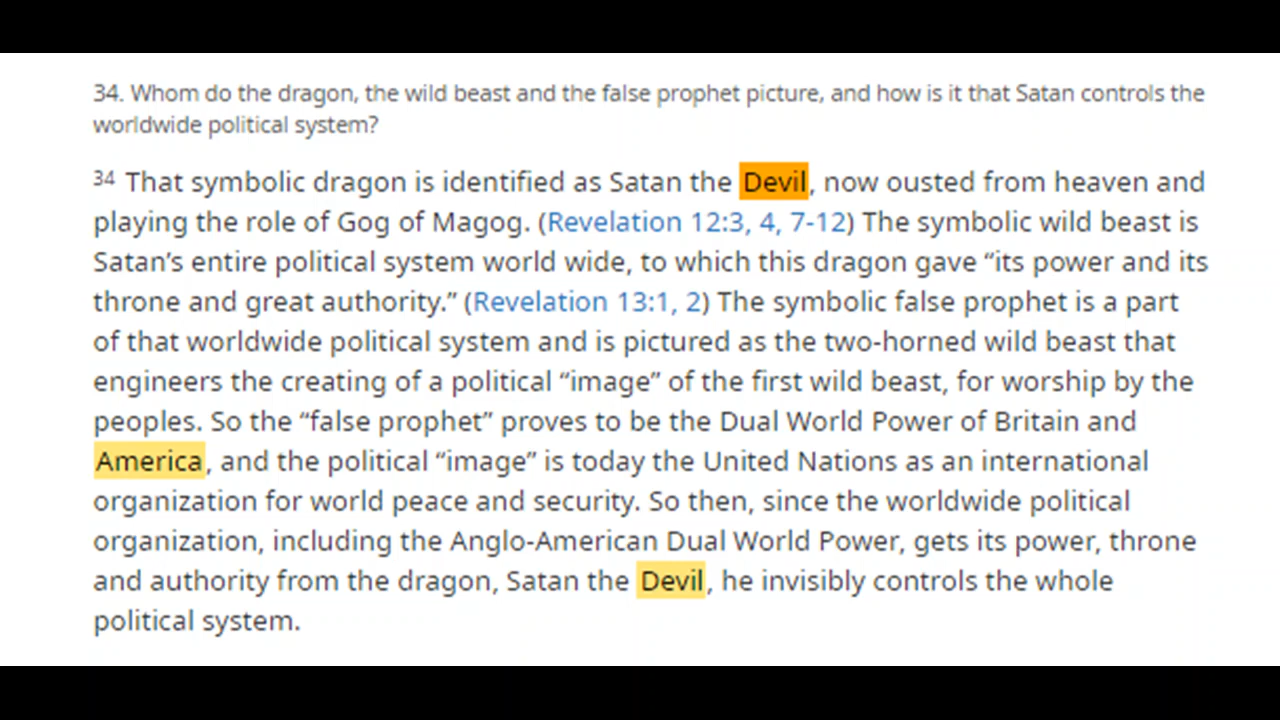 34. Whom do the dragon, the wild beast and the false prophet picture, and how is it that Satan controls the
worldwide political system?
34 That symbolic dragon is identified as Satan the Devil, now ousted from heaven and
playing the role of Gog of Magog. (Revelation 12:3, 4, 7-12) The symbolic wild beast is
Satan’s entire political system world wide, to which this dragon gave “its power and its
throne and great authority.” (Revelation 13:1, 2) The symbolic false prophet is a part
of that worldwide political system and is pictured as the two-horned wild beast that
engineers the creating of a political “image” of the first wild beast, for worship by the
peoples. So the “false prophet” proves to be the Dual World Power of Britain and
America, and the political “image” is today the United Nations as an international
organization for world peace and security. So then, since the worldwide political
organization, including the Anglo-American Dual World Power, gets its power, throne
and authority from the dragon, Satan the Devil, he invisibly controls the whole
political system.